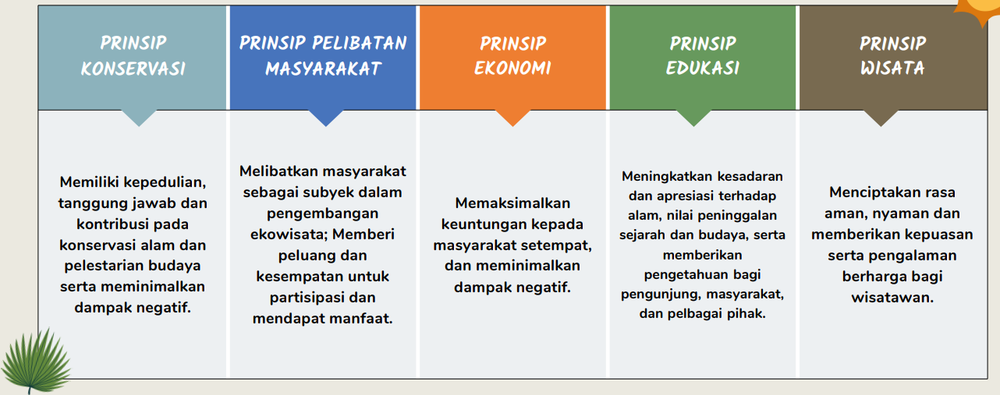 PRINSIP
KONSERVASI
PRINSIP PELIBATAN
MASYARAKAT
PRINSIP
EKONOMI
PRINSIP
EDUKASI
PRINSIP
WISATA
Memiliki kepedulian,
tanggung jawab dan
kontribusi pada
konservasi alam dan
pelestarian budaya
serta meminimalkan
dampak negatif.
Melibatkan masyarakat
sebagai subyek dalam
pengembangan
ekowisata; Memberi
peluang dan
kesempatan untuk
partisipasi dan
mendapat manfaat.
Memaksimalkan
keuntungan kepada
masyarakat setempat,
dan meminimalkan
dampak negatif.
Meningkatkan kesadaran
dan apresiasi terhadap
alam, nilai peninggalan
sejarah dan budaya, serta
memberikan
pengetahuan bagi
pengunjung, masyarakat,
dan pelbagai pihak.
Menciptakan rasa
aman, nyaman dan
memberikan kepuasan
serta pengalaman
berharga bagi
wisatawan.